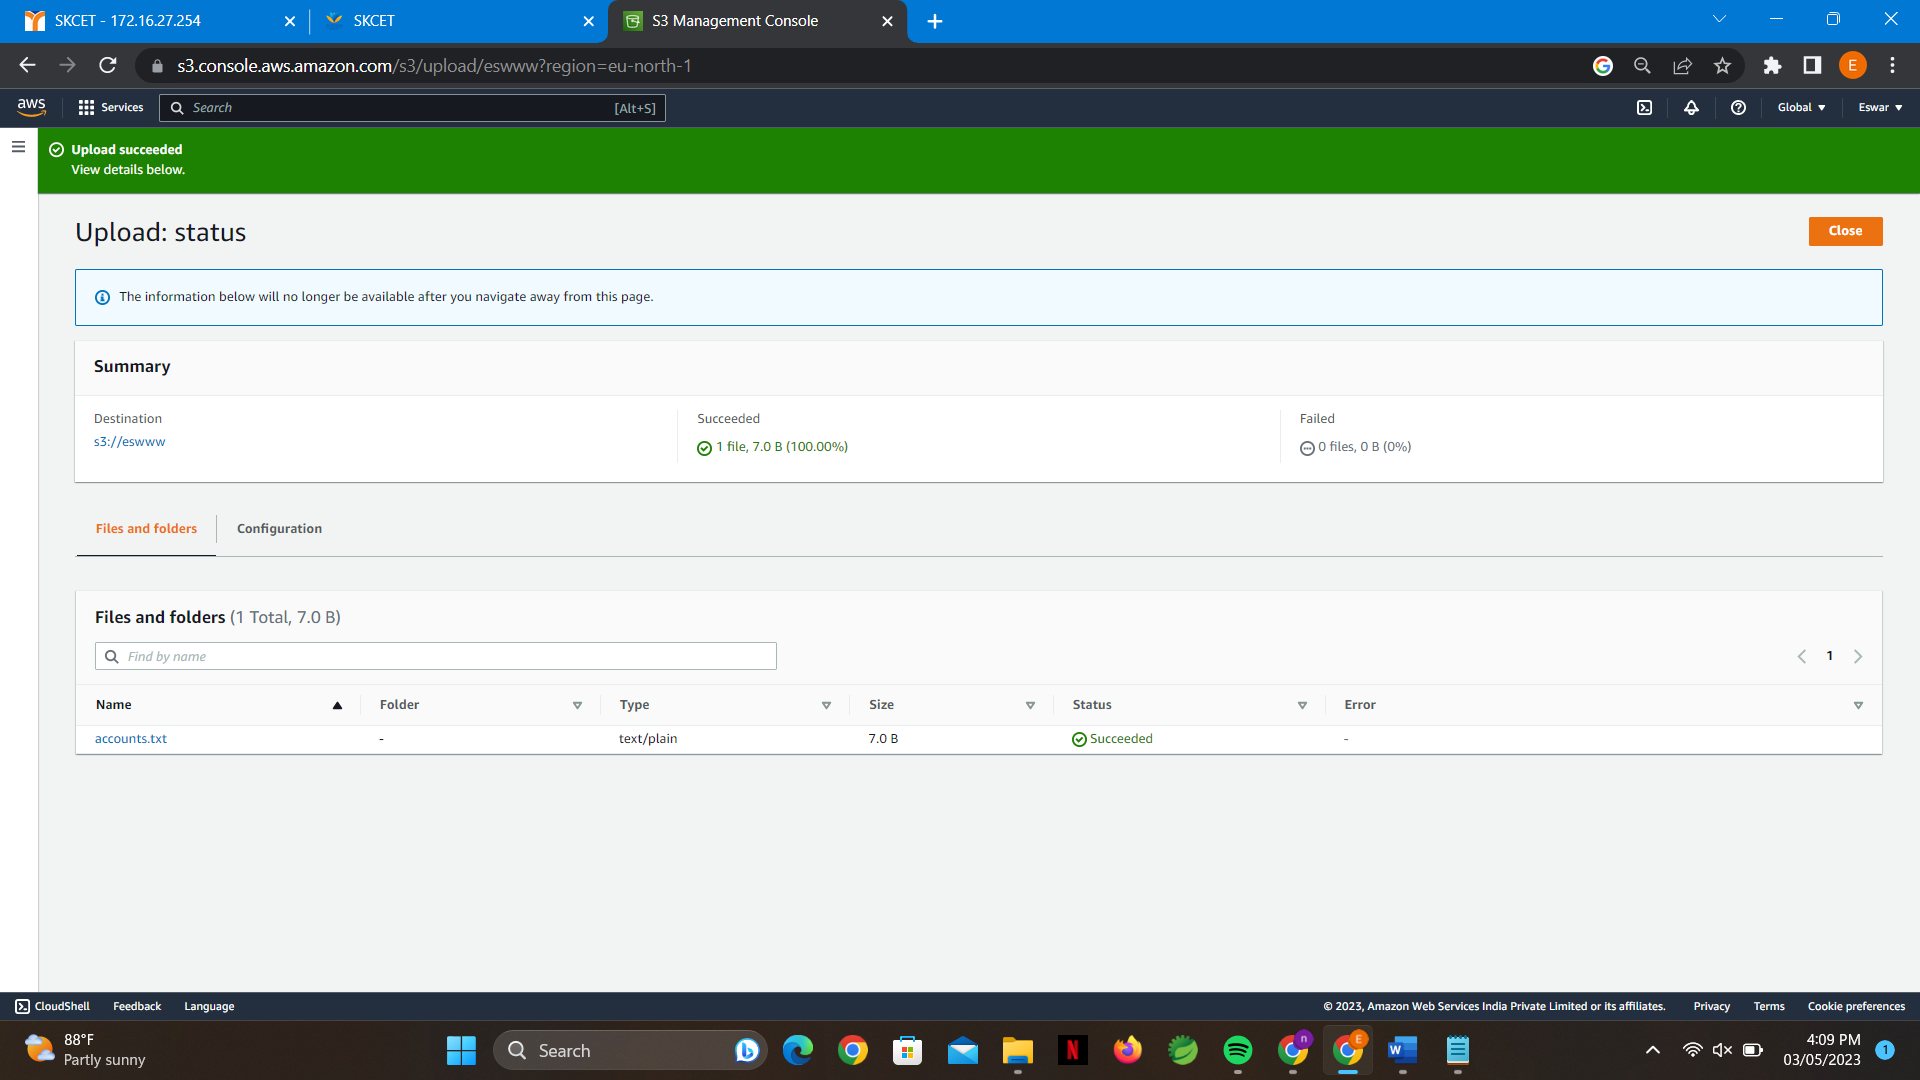 SKCET - 172.16.27.254
SKCET
S3 Management Console
s3.console.aws.amazon.com/s3/upload/eswww?region=eu-north-1
E
aws
Services
Search
[Alt+S]
Global
Eswar
Upload succeeded
View details below.
Upload: status
Close
The information below will no longer be available after you navigate away from this page.
Summary
Destination
s3://eswww
Succeeded
1 file, 7.0 B (100.00%)
Failed
0 files, 0 B (0%)
Files and folders
Configuration
Files and folders (1 Total, 7.0 B)
Find by name
1
Name Folder Type Size Status Error
accounts.txt - text/plain 7.0 B Succeeded -
CloudShell Feedback Language
© 2023, Amazon Web Services India Private Limited or its affiliates. Privacy Terms Cookie preferences
88°F
Partly sunny
Search
N
n
E
W
4:09 PM
03/05/2023
1